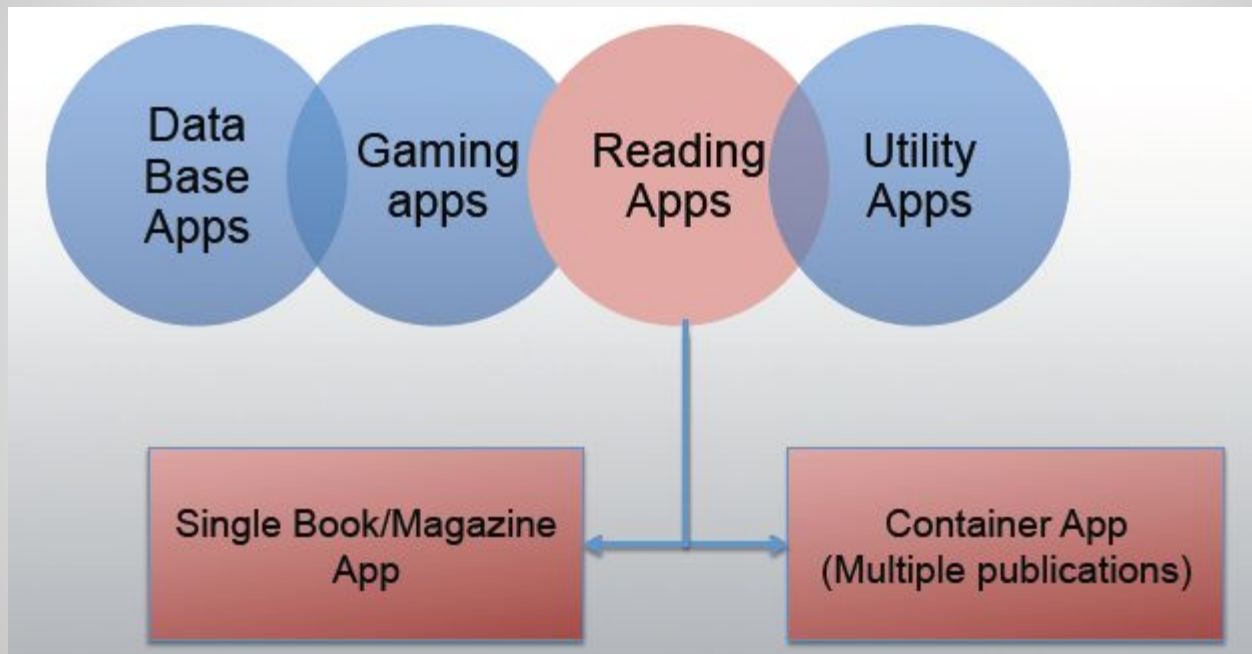 Data
Base
Apps
Gaming
apps
Reading
Apps
Utility
Apps
Single Book/Magazine
App
Container App
(Multiple publications)